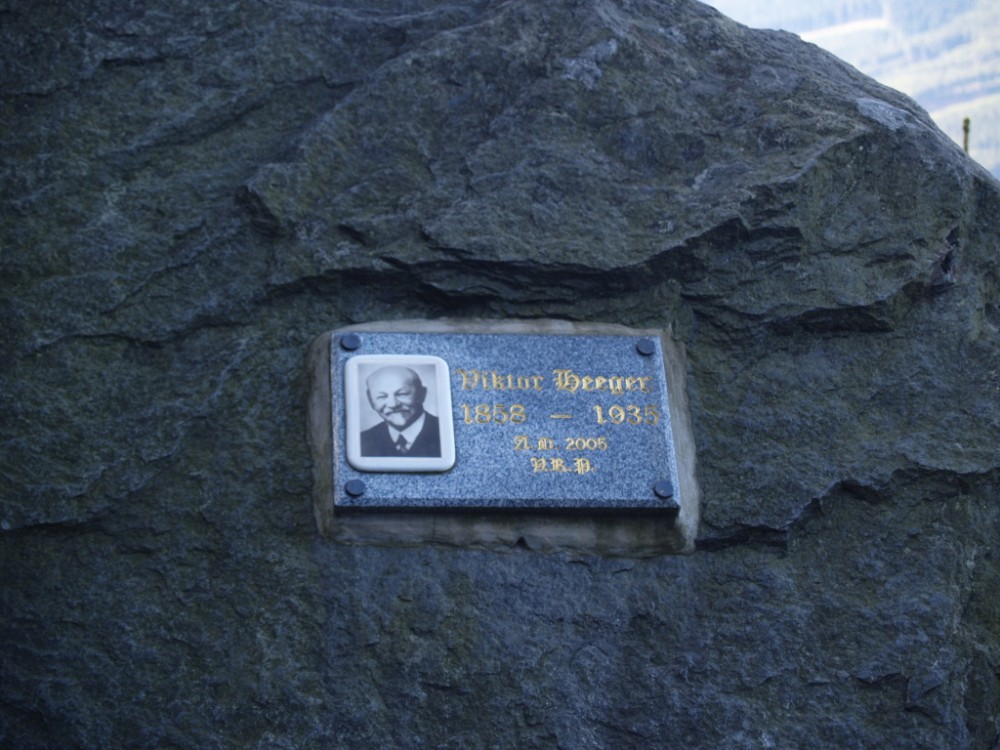 Viktor Heeger
1858 – 1935
A. D. 2005
V.R.P.